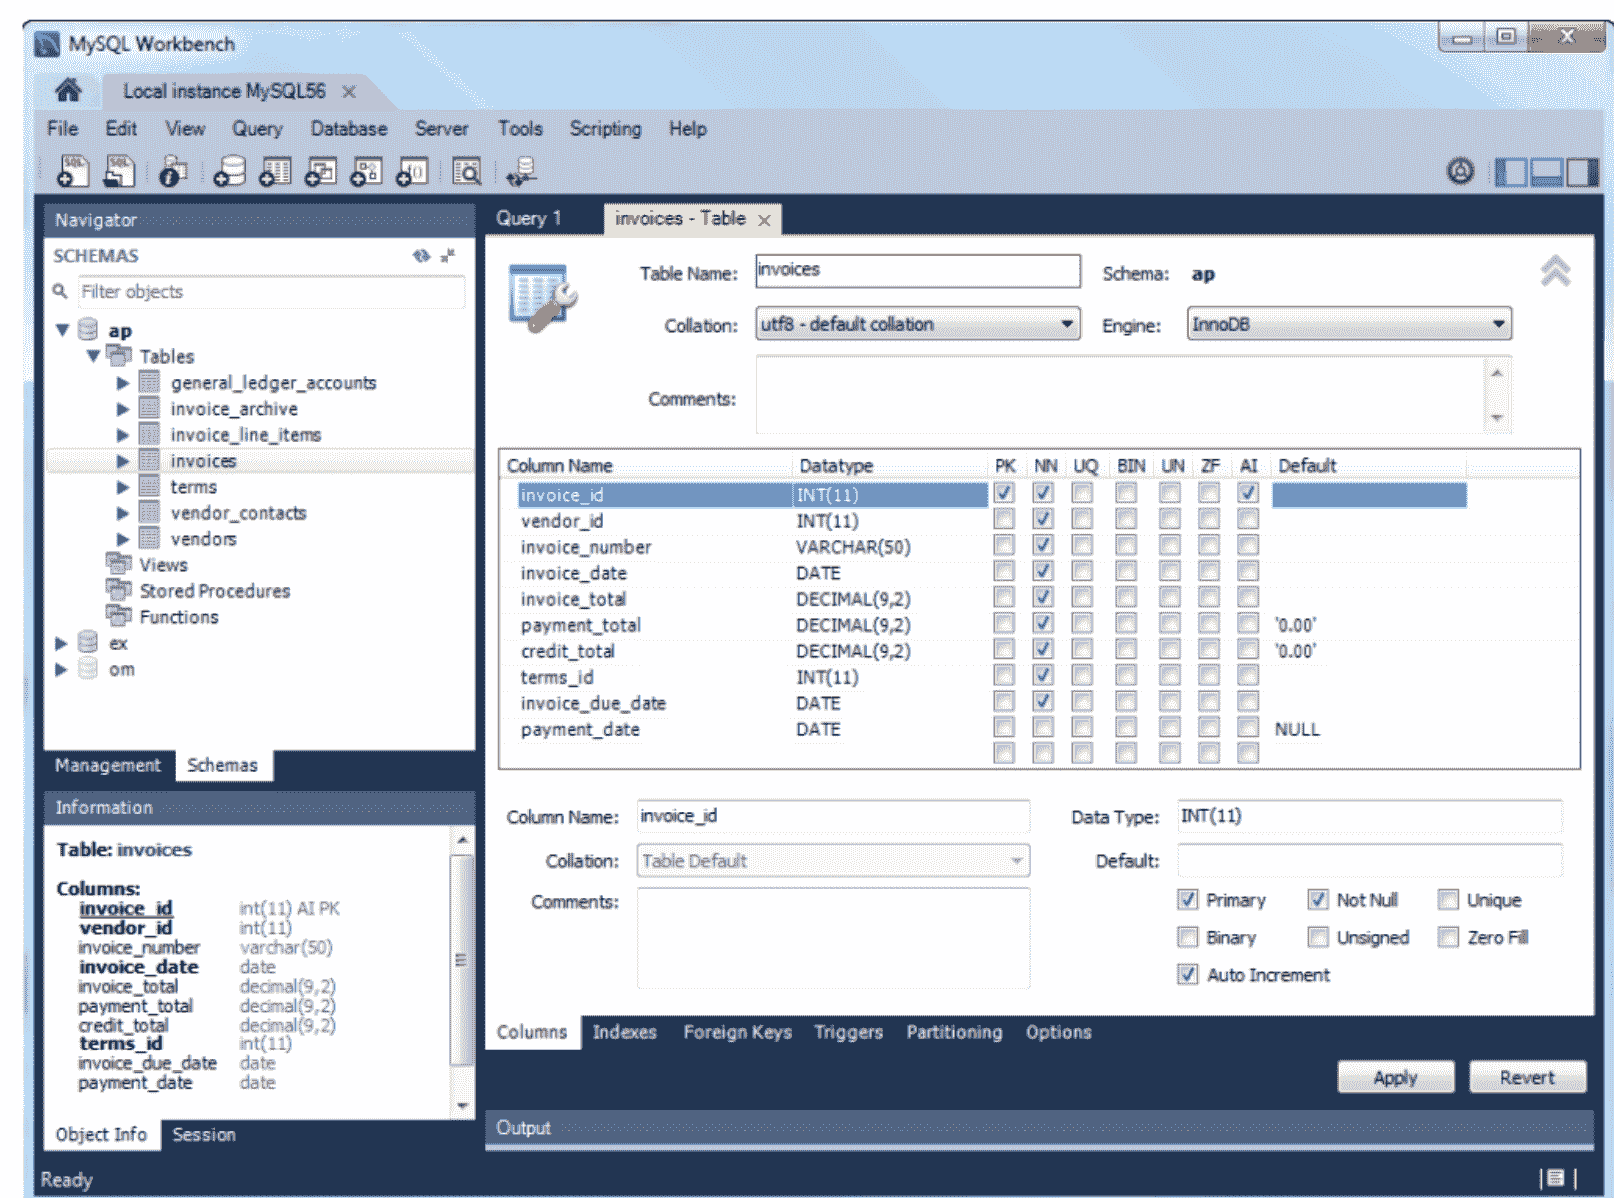 MySQL Workbench
Local instance MySQL56
File Edit View Query Database Server Tools Scripting Help
Navigator
SCHEMAS
Filter objects
ap
Tables
general_ledger_accounts
invoice_archive
invoice_line_items
invoices
terms
vendor_contacts
vendors
Views
Stored Procedures
Functions
ex
om
Management Schemas
Information
Table: invoices
Columns:
invoice_id int(11) AI PK
vendor_id int(11)
invoice_number varchar(50)
invoice_date date
invoice_total decimal(9,2)
payment_total decimal(9,2)
credit_total decimal(9,2)
terms_id int(11)
invoice_due_date date
payment_date date
Object Info Session
Query 1 invoices - Table
Table Name: invoices Schema: ap
Collation: utf8 - default collation Engine: InnoDB
Comments:
Column Name Datatype PK NN UQ BIN UN ZF AI Default
invoice_id INT(11)
vendor_id INT(11)
invoice_number VARCHAR(50)
invoice_date DATE
invoice_total DECIMAL(9,2)
payment_total DECIMAL(9,2) '0.00'
credit_total DECIMAL(9,2) '0.00'
terms_id INT(11)
invoice_due_date DATE
payment_date DATE NULL
Column Name: invoice_id Data Type: INT(11)
Collation: Table Default Default:
Comments:
Primary Not Null Unique
Binary Unsigned Zero Fill
Auto Increment
Columns Indexes Foreign Keys Triggers Partitioning Options
Apply Revert
Output
Ready